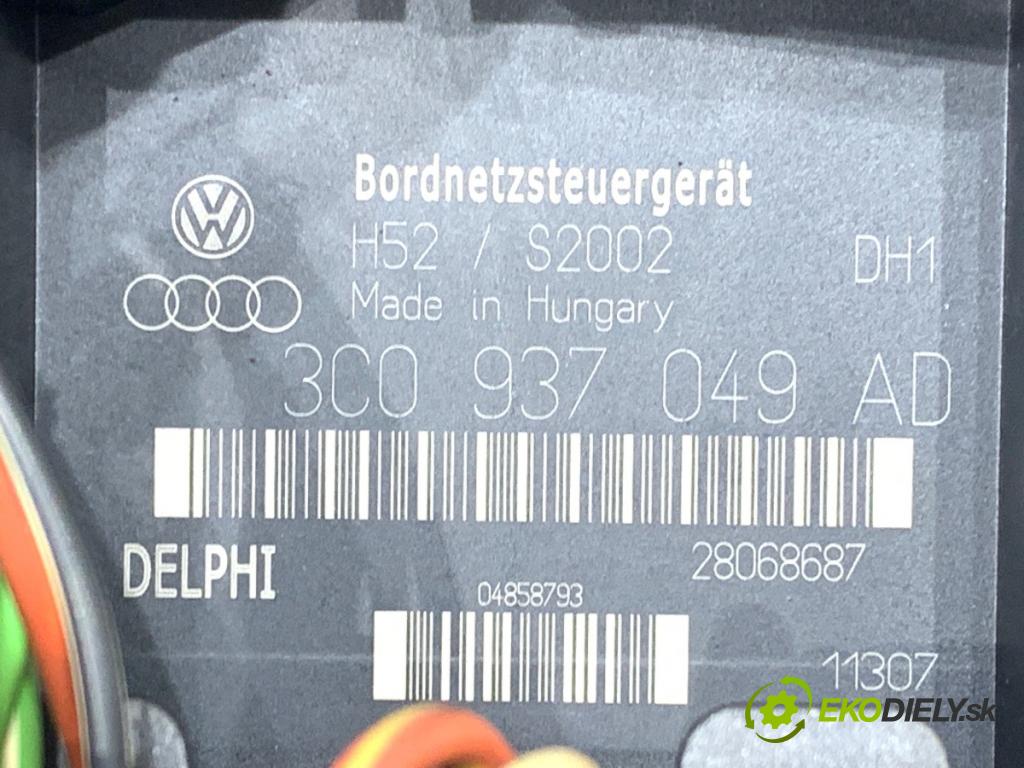 Bordnetzsteuergerät
H52 / S2002 DH1
Made in Hungary
3C0 937 049 AD
DELPHI 28068687
04858793
11307
EKODIELY.sk